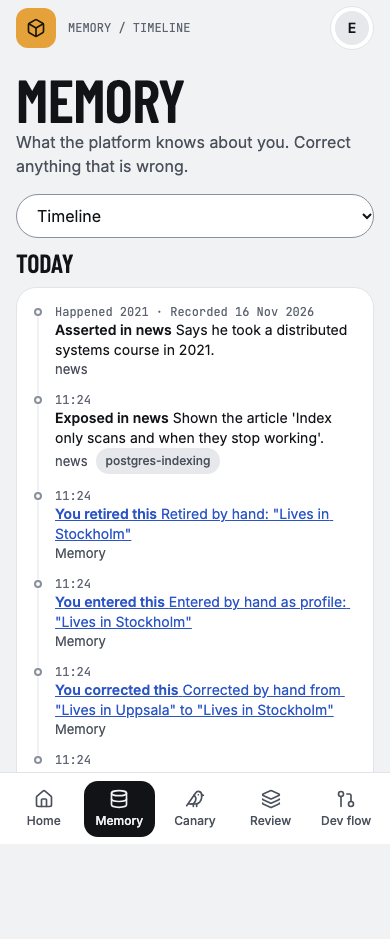 MEMORY / TIMELINE
E
MEMORY
What the platform knows about you. Correct
anything that is wrong.
Timeline
TODAY
Happened 2021 · Recorded 16 Nov 2026
Asserted in news Says he took a distributed
systems course in 2021.
news
11:24
Exposed in news Shown the article 'Index
only scans and when they stop working'.
news postgres-indexing
11:24
You retired this Retired by hand: "Lives in
Stockholm"
Memory
11:24
You entered this Entered by hand as profile:
"Lives in Stockholm"
Memory
11:24
You corrected this Corrected by hand from
"Lives in Uppsala" to "Lives in Stockholm"
Memory
11:24
Home Memory Canary Review Dev flow